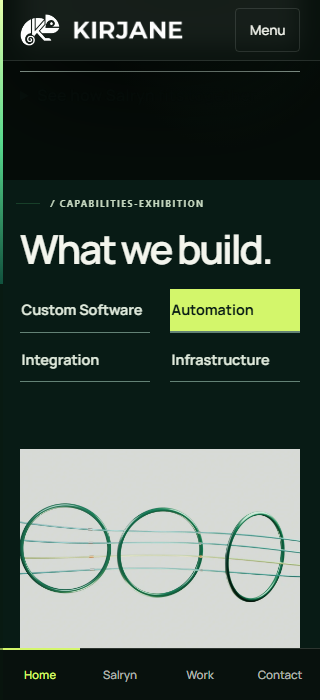 KIRJANE
Menu
/ CAPABILITIES-EXHIBITION
What we build.
Custom Software
Automation
Integration
Infrastructure
Home
Salryn
Work
Contact